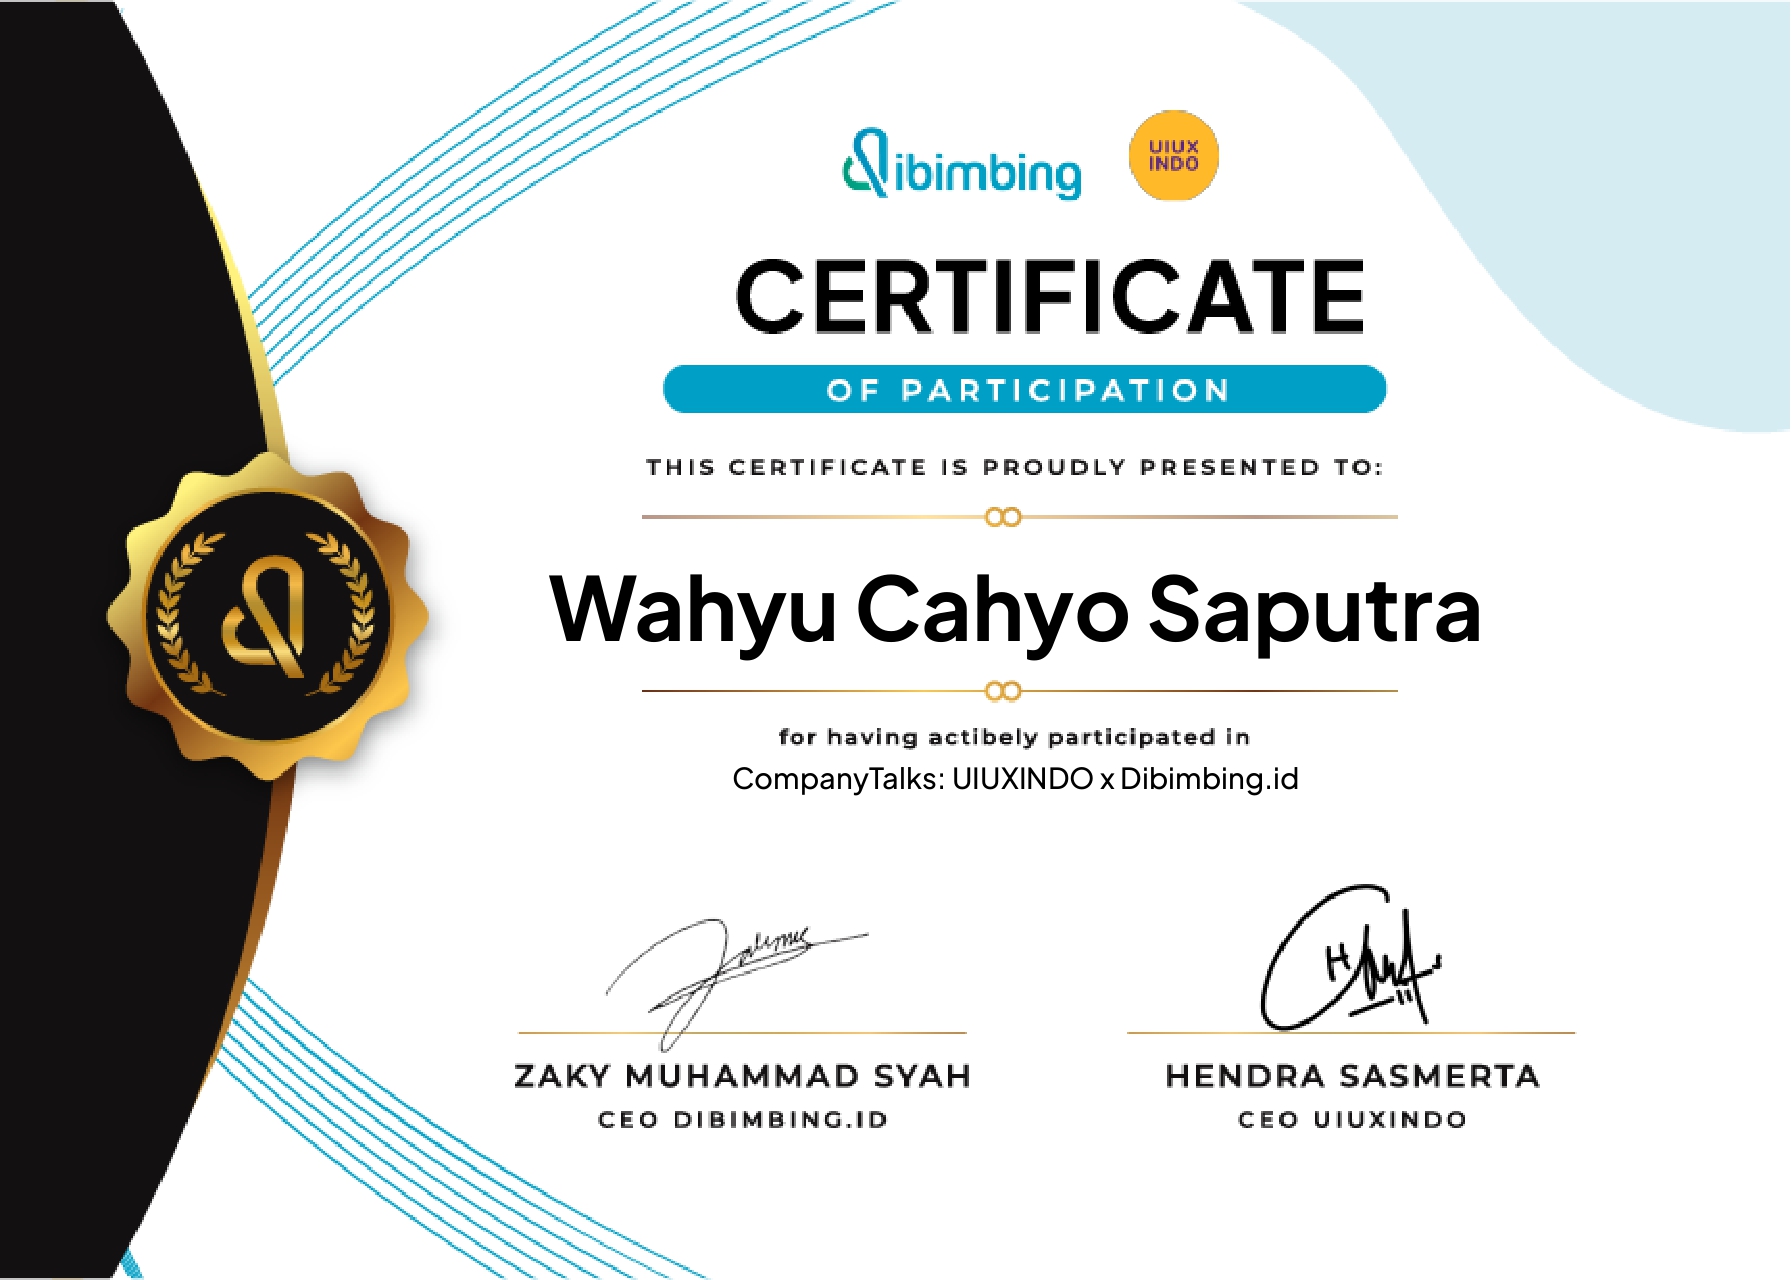 dibimbing
UIUX
INDO
CERTIFICATE
OF PARTICIPATION
THIS CERTIFICATE IS PROUDLY PRESENTED TO:
Wahyu Cahyo Saputra
for having actibely participated in
CompanyTalks: UIUXINDO x Dibimbing.id
ZAKY MUHAMMAD SYAH
CEO DIBIMBING.ID
HENDRA SASMERTA
CEO UIUXINDO